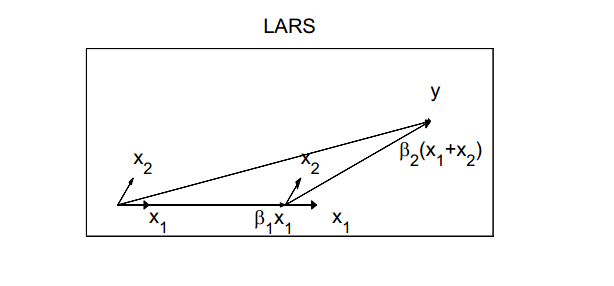 LARS
y
x₂
x₂
β₂(x₁+x₂)
x₁
β₁x₁
x₁